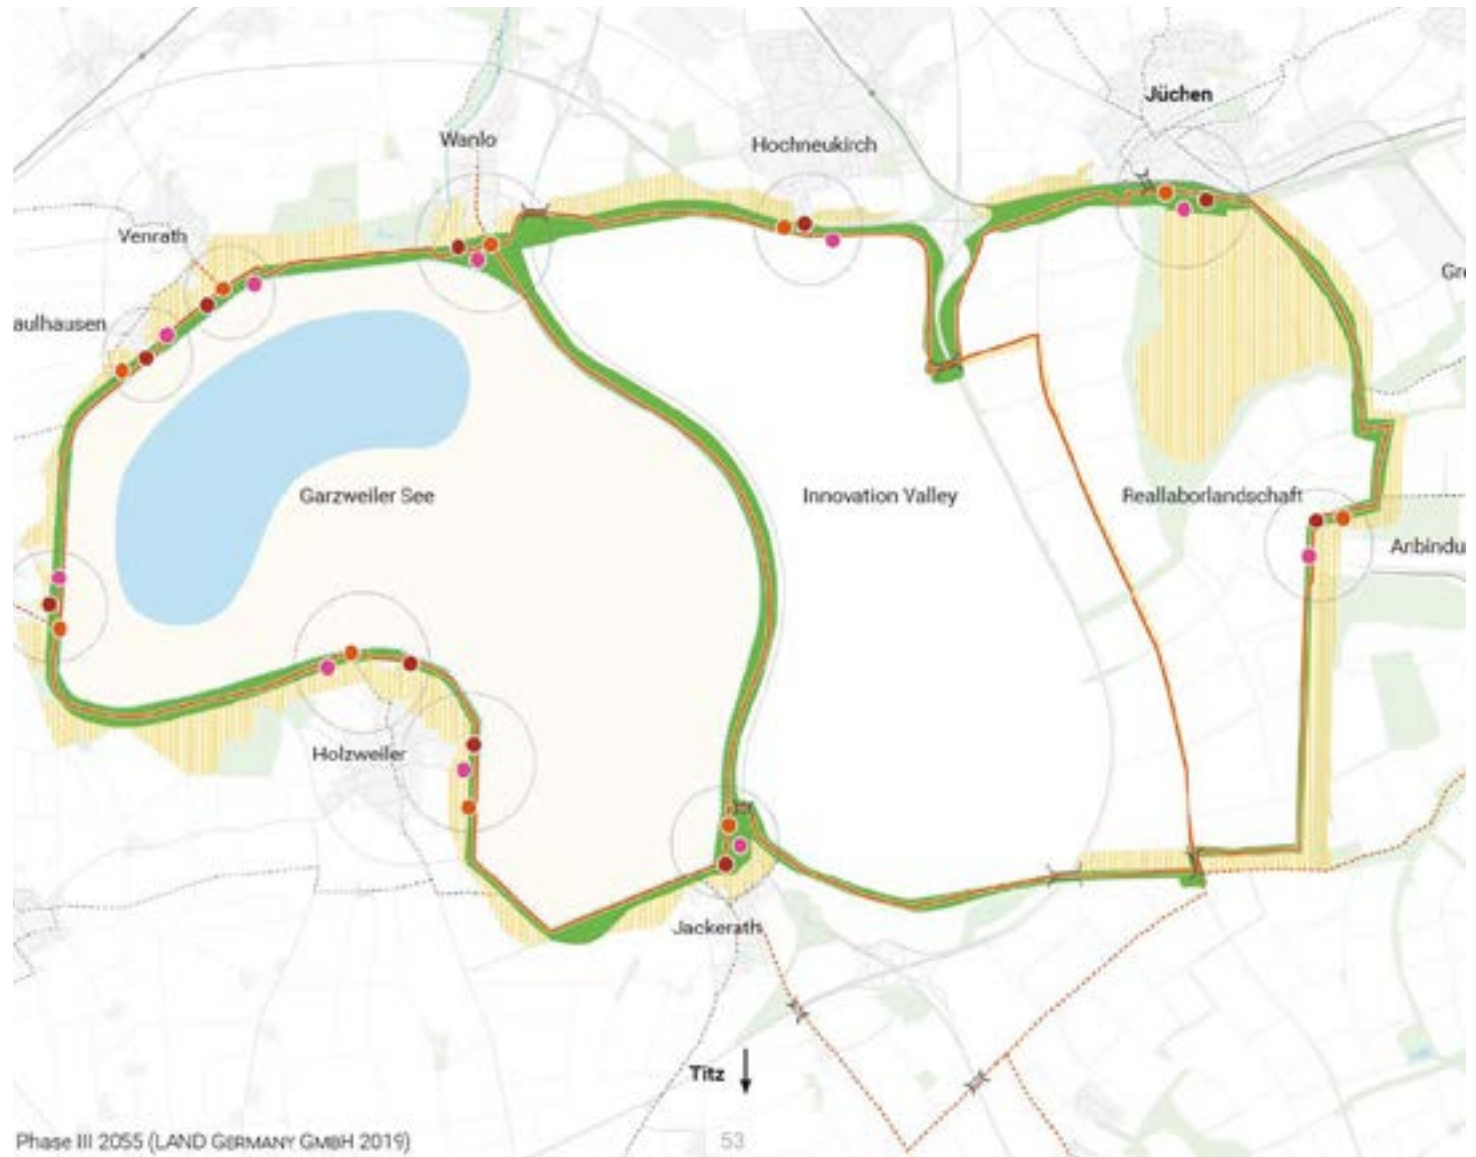 Jüchen
Wanlo
Hochneukirch
Venrath
Gre
aulhausen
Garzweiler See
Innovation Valley
Reallaborlandschaft
Anbindu
Holzweiler
Jackerath
Titz
Phase III 2055 (LAND GERMANY GMBH 2019)
53